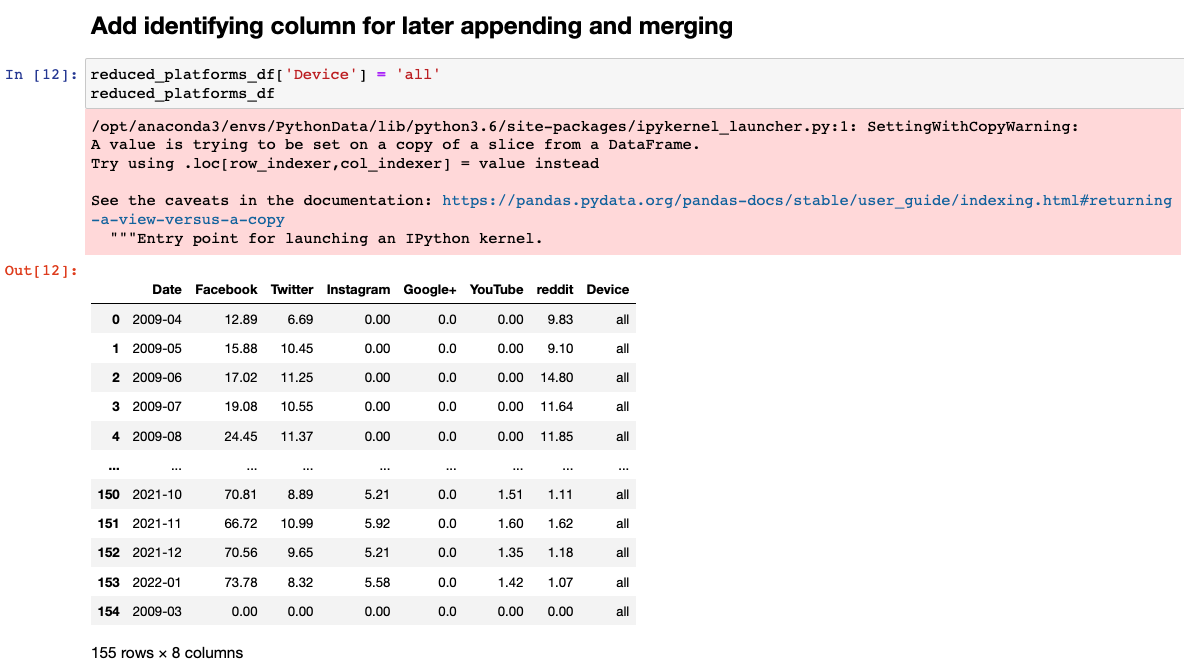 Add identifying column for later appending and merging
In [12]: reduced_platforms_df['Device'] = 'all'
reduced_platforms_df
/opt/anaconda3/envs/PythonData/lib/python3.6/site-packages/ipykernel_launcher.py:1: SettingWithCopyWarning:
A value is trying to be set on a copy of a slice from a DataFrame.
Try using .loc[row_indexer,col_indexer] = value instead
See the caveats in the documentation: https://pandas.pydata.org/pandas-docs/stable/user_guide/indexing.html#returning
-a-view-versus-a-copy
"""Entry point for launching an IPython kernel.
Out[12]:
Date Facebook Twitter Instagram Google+ YouTube reddit Device
0 2009-04 12.89 6.69 0.00 0.0 0.00 9.83 all
1 2009-05 15.88 10.45 0.00 0.0 0.00 9.10 all
2 2009-06 17.02 11.25 0.00 0.0 0.00 14.80 all
3 2009-07 19.08 10.55 0.00 0.0 0.00 11.64 all
4 2009-08 24.45 11.37 0.00 0.0 0.00 11.85 all
... ... ... ... ... ... ... ... ...
150 2021-10 70.81 8.89 5.21 0.0 1.51 1.11 all
151 2021-11 66.72 10.99 5.92 0.0 1.60 1.62 all
152 2021-12 70.56 9.65 5.21 0.0 1.35 1.18 all
153 2022-01 73.78 8.32 5.58 0.0 1.42 1.07 all
154 2009-03 0.00 0.00 0.00 0.0 0.00 0.00 all
155 rows × 8 columns